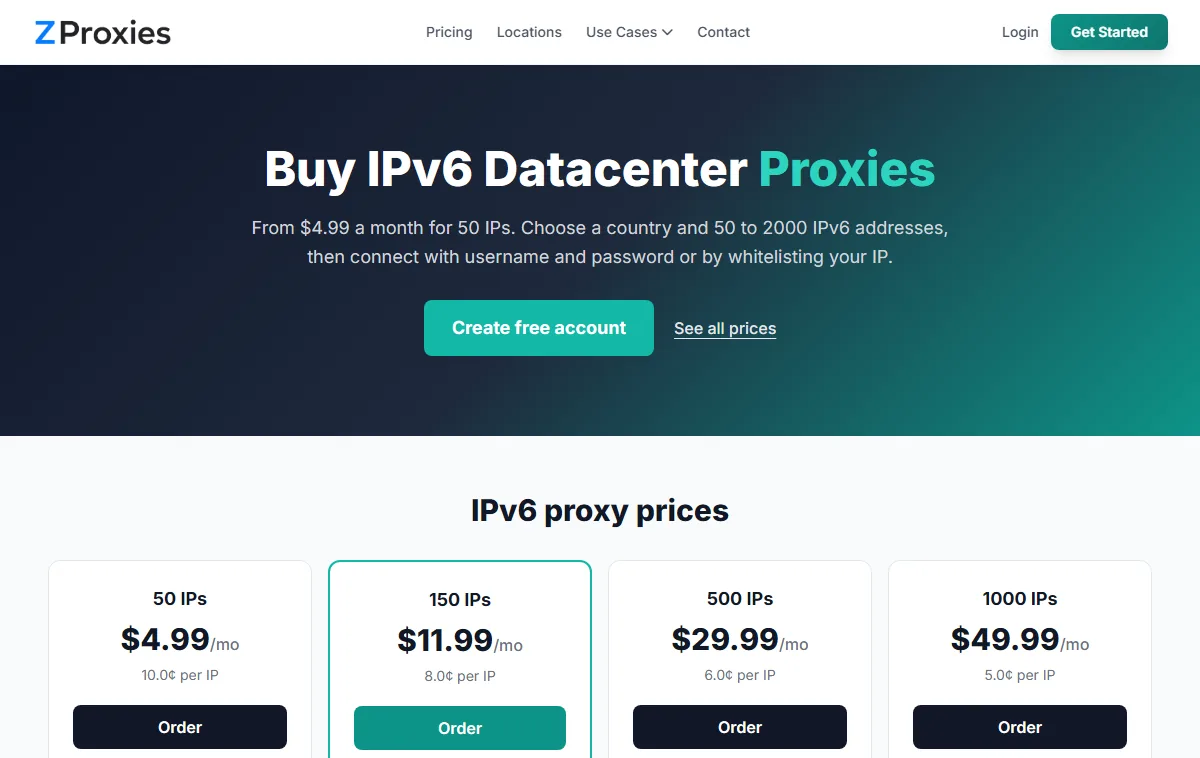 ZProxies
Pricing
Locations
Use Cases
Contact
Login
Get Started
Buy IPv6 Datacenter Proxies
From $4.99 a month for 50 IPs. Choose a country and 50 to 2000 IPv6 addresses,
then connect with username and password or by whitelisting your IP.
Create free account
See all prices
IPv6 proxy prices
50 IPs
$4.99/mo
10.0¢ per IP
Order
150 IPs
$11.99/mo
8.0¢ per IP
Order
500 IPs
$29.99/mo
6.0¢ per IP
Order
1000 IPs
$49.99/mo
5.0¢ per IP
Order